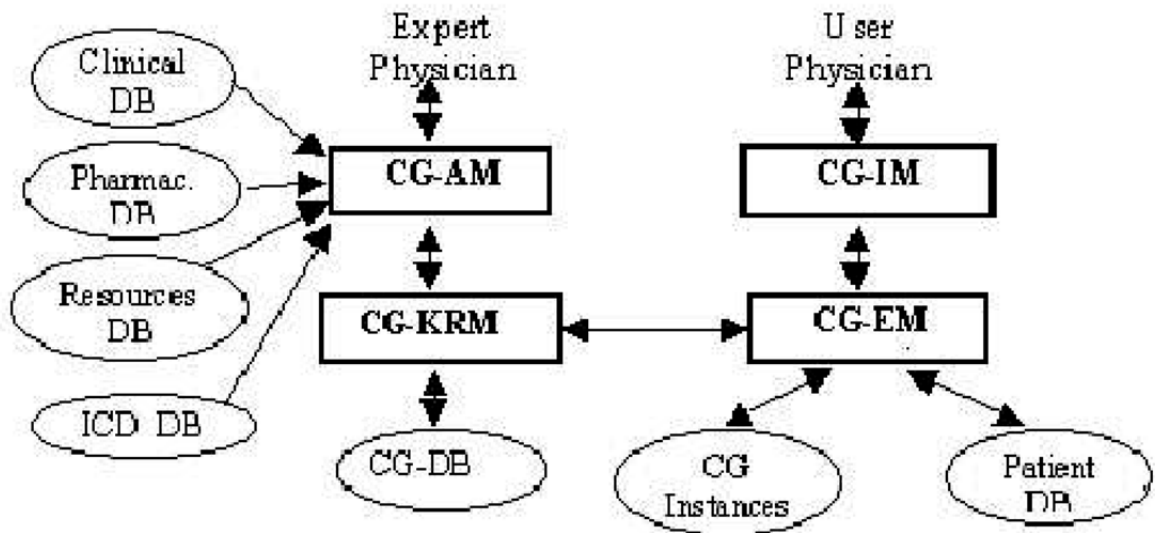 Expert
Physician
User
Physician
Clinical
DB
CG-AM
CG-IM
Pharmac.
DB
Resources
DB
CG-KRM
CG-EM
ICD DB
CG-DB
CG
Instances
Patient
DB